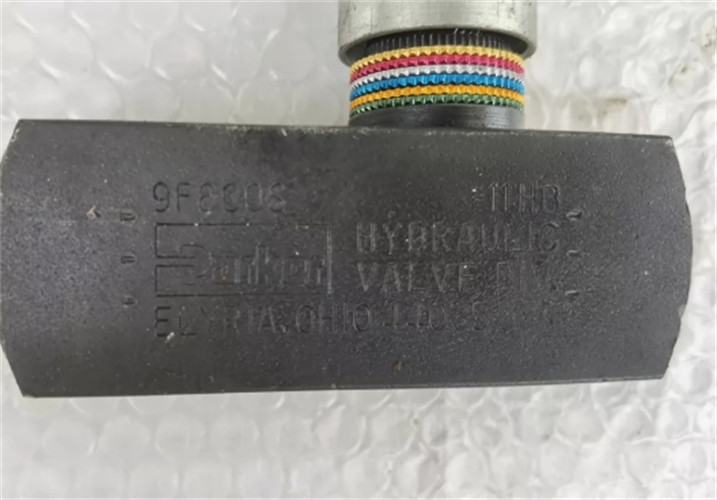 9F600S 11HB
Parker HYDRAULIC
VALVE DIV
ELYRIA, OHIO